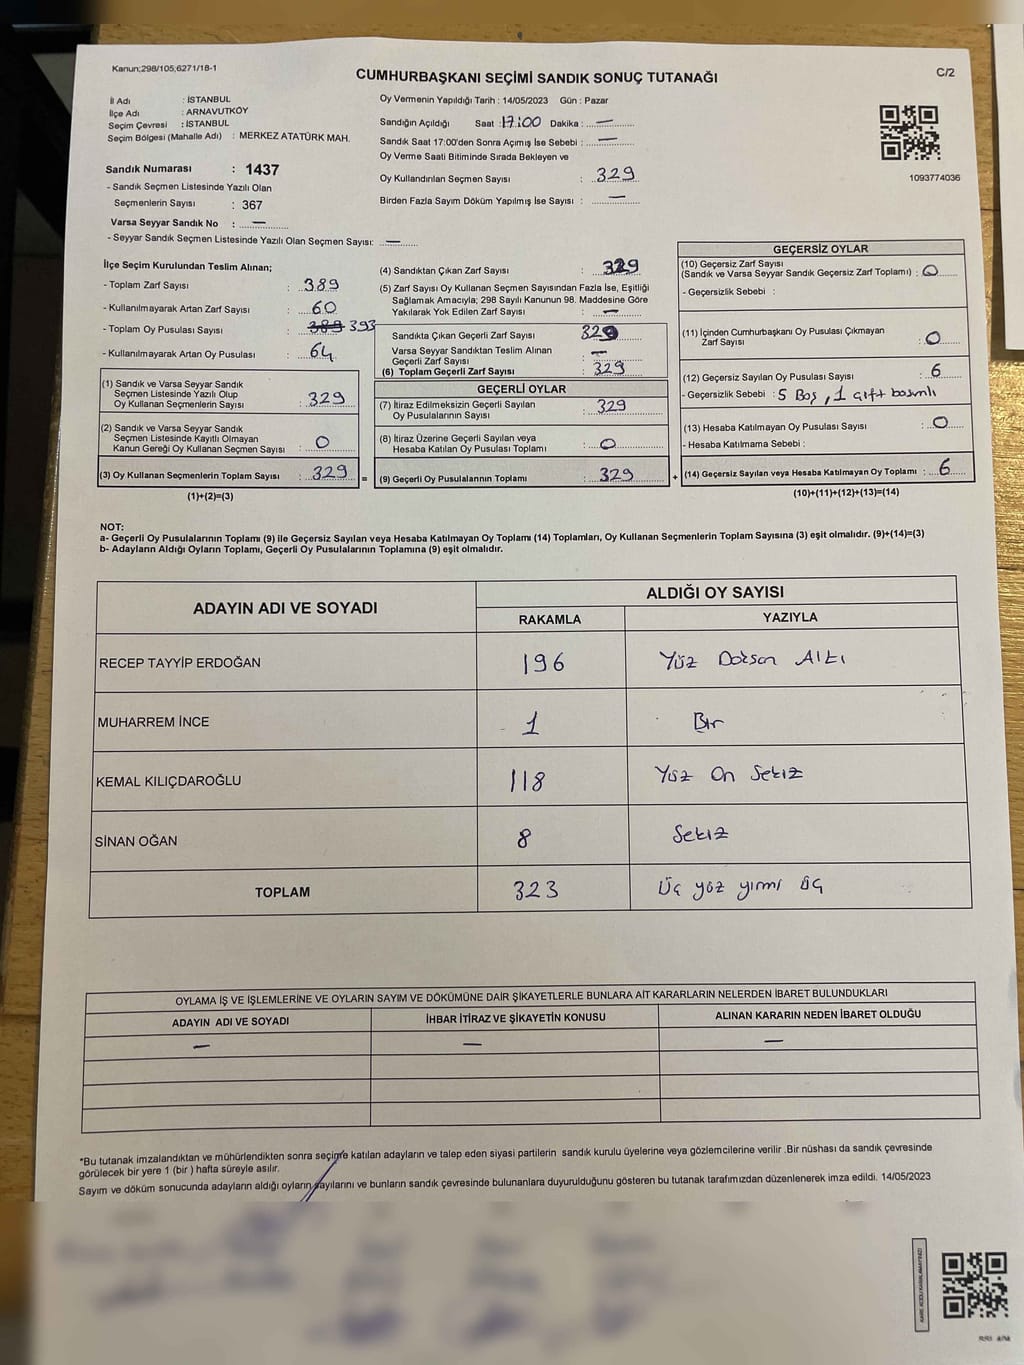 Kanun;298/105,6271/18-1
CUMHURBAŞKANI SEÇİMİ SANDIK SONUÇ TUTANAĞI
C/2
İl Adı : İSTANBUL
İlçe Adı : ARNAVUTKÖY
Seçim Çevresi : İSTANBUL
Seçim Bölgesi (Mahalle Adı) : MERKEZ ATATÜRK MAH.
Sandık Numarası : 1437
- Sandık Seçmen Listesinde Yazılı Olan
Seçmenlerin Sayısı : 367
Varsa Seyyar Sandık No : —
- Seyyar Sandık Seçmen Listesinde Yazılı Olan Seçmen Sayısı: —
Oy Vermenin Yapıldığı Tarih : 14/05/2023 Gün : Pazar
Sandığın Açıldığı Saat : 17:00 Dakika : —
Sandık Saat 17:00'den Sonra Açımış İse Sebebi : —
Oy Verme Saati Bitiminde Sırada Bekleyen ve
Oy Kullandırılan Seçmen Sayısı : 329
Birden Fazla Sayım Döküm Yapılmış İse Sayısı : —
1093774036
İlçe Seçim Kurulundan Teslim Alınan;
- Toplam Zarf Sayısı : 389
- Kullanılmayarak Artan Zarf Sayısı : 60
- Toplam Oy Pusulası Sayısı : 389 393
- Kullanılmayarak Artan Oy Pusulası : 64
(1) Sandık ve Varsa Seyyar Sandık
Seçmen Listesinde Yazılı Olup
Oy Kullanan Seçmenlerin Sayısı : 329
(2) Sandık ve Varsa Seyyar Sandık
Seçmen Listesinde Kayıtlı Olmayan
Kanun Gereği Oy Kullanan Seçmen Sayısı : 0
(3) Oy Kullanan Seçmenlerin Toplam Sayısı : 329
(1)+(2)=(3)
(4) Sandıktan Çıkan Zarf Sayısı : 329
(5) Zarf Sayısı Oy Kullanan Seçmen Sayısından Fazla İse, Eşitliği
Sağlamak Amacıyla; 298 Sayılı Kanunun 98. Maddesine Göre
Yakılarak Yok Edilen Zarf Sayısı : —
Sandıkta Çıkan Geçerli Zarf Sayısı 329
Varsa Seyyar Sandıktan Teslim Alınan
Geçerli Zarf Sayısı : —
(6) Toplam Geçerli Zarf Sayısı : 329
GEÇERLİ OYLAR
(7) İtiraz Edilmeksizin Geçerli Sayılan
Oy Pusulalarının Sayısı : 329
(8) İtiraz Üzerine Geçerli Sayılan veya
Hesaba Katılan Oy Pusulası Toplamı : 0
= (9) Geçerli Oy Pusulalarının Toplamı : 329
GEÇERSİZ OYLAR
(10) Geçersiz Zarf Sayısı
(Sandık ve Varsa Seyyar Sandık Geçersiz Zarf Toplamı) : 0
- Geçersizlik Sebebi :
(11) İçinden Cumhurbaşkanı Oy Pusulası Çıkmayan
Zarf Sayısı : 0
(12) Geçersiz Sayılan Oy Pusulası Sayısı : 6
- Geçersizlik Sebebi : 5 Boş, 1 çift basımlı
(13) Hesaba Katılmayan Oy Pusulası Sayısı : 0
- Hesaba Katılmama Sebebi :
+ (14) Geçersiz Sayılan veya Hesaba Katılmayan Oy Toplamı : 6
(10)+(11)+(12)+(13)=(14)
NOT:
a- Geçerli Oy Pusulalarının Toplamı (9) ile Geçersiz Sayılan veya Hesaba Katılmayan Oy Toplamı (14) Toplamları, Oy Kullanan Seçmenlerin Toplam Sayısına (3) eşit olmalıdır. (9)+(14)=(3)
b- Adayların Aldığı Oyların Toplamı, Geçerli Oy Pusulalarının Toplamına (9) eşit olmalıdır.
ADAYIN ADI VE SOYADI
ALDIĞI OY SAYISI
RAKAMLA YAZIYLA
RECEP TAYYİP ERDOĞAN 196 Yüz Doksan Altı
MUHARREM İNCE 1 Bir
KEMAL KILIÇDAROĞLU 118 Yüz On Sekiz
SİNAN OĞAN 8 Sekiz
TOPLAM 323 Üç yüz yirmi üç
OYLAMA İŞ VE İŞLEMLERİNE VE OYLARIN SAYIM VE DÖKÜMÜNE DAİR ŞİKAYETLERLE BUNLARA AİT KARARLARIN NELERDEN İBARET BULUNDUKLARI
ADAYIN ADI VE SOYADI İHBAR İTİRAZ VE ŞİKAYETİN KONUSU ALINAN KARARIN NEDEN İBARET OLDUĞU
— — —
*Bu tutanak imzalandıktan ve mühürlendikten sonra seçime katılan adayların ve talep eden siyasi partilerin sandık kurulu üyelerine veya gözlemcilerine verilir .Bir nüshası da sandık çevresinde
görülecek bir yere 1 (bir ) hafta süreyle asılır.
Sayım ve döküm sonucunda adayların aldığı oyların sayılarını ve bunların sandık çevresinde bulunanlara duyurulduğunu gösteren bu tutanak tarafımızdan düzenlenerek imza edildi. 14/05/2023